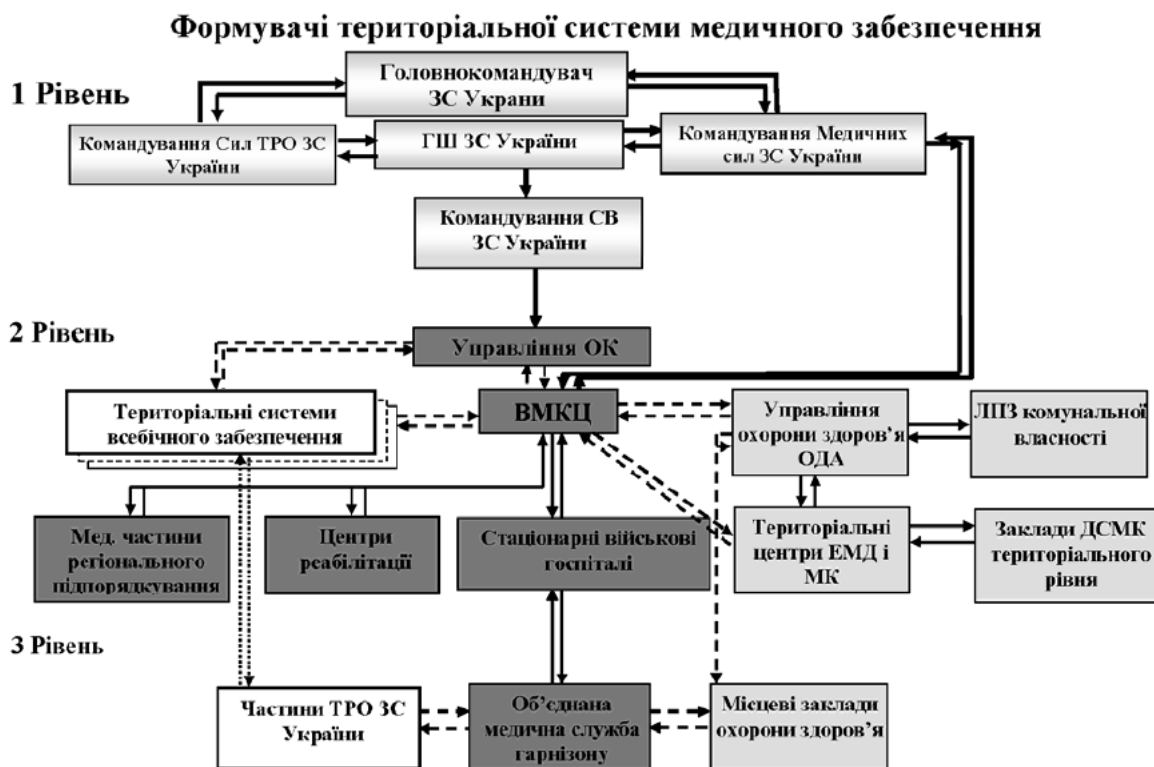 Формувачі територіальної системи медичного забезпечення
1 Рівень
Головнокомандувач
ЗС Украни
Командування Сил ТРО ЗС
України
ГШ ЗС України
Командування Медичних
сил ЗС України
Командування СВ
ЗС України
2 Рівень
Управління ОК
Територіальні системи
всебічного забезпечення
ВМКЦ
Управління
охорони здоров’я
ОДА
ЛПЗ комунальної
власності
Мед. частини
регіонального
підпорядкування
Центри
реабілітації
Стаціонарні військові
госпіталі
Територіальні
центри ЕМД і
МК
Заклади ДСМК
територіального
рівня
3 Рівень
Частини ТРО ЗС
України
Об’єднана
медична служба
гарнізону
Місцеві заклади
охорони здоров’я